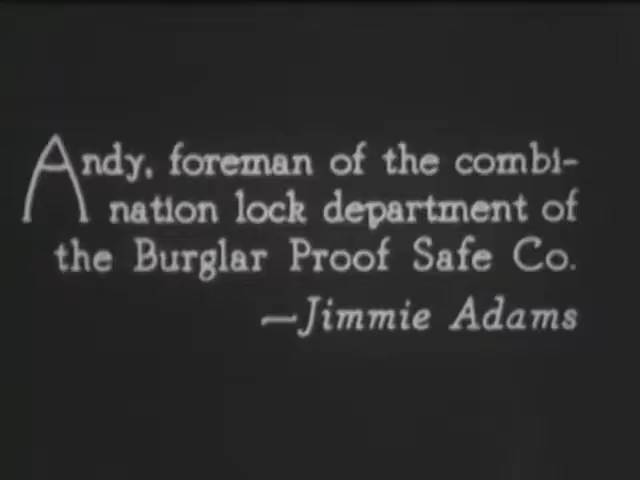 Andy, foreman of the combi-
nation lock department of
the Burglar Proof Safe Co.
—Jimmie Adams